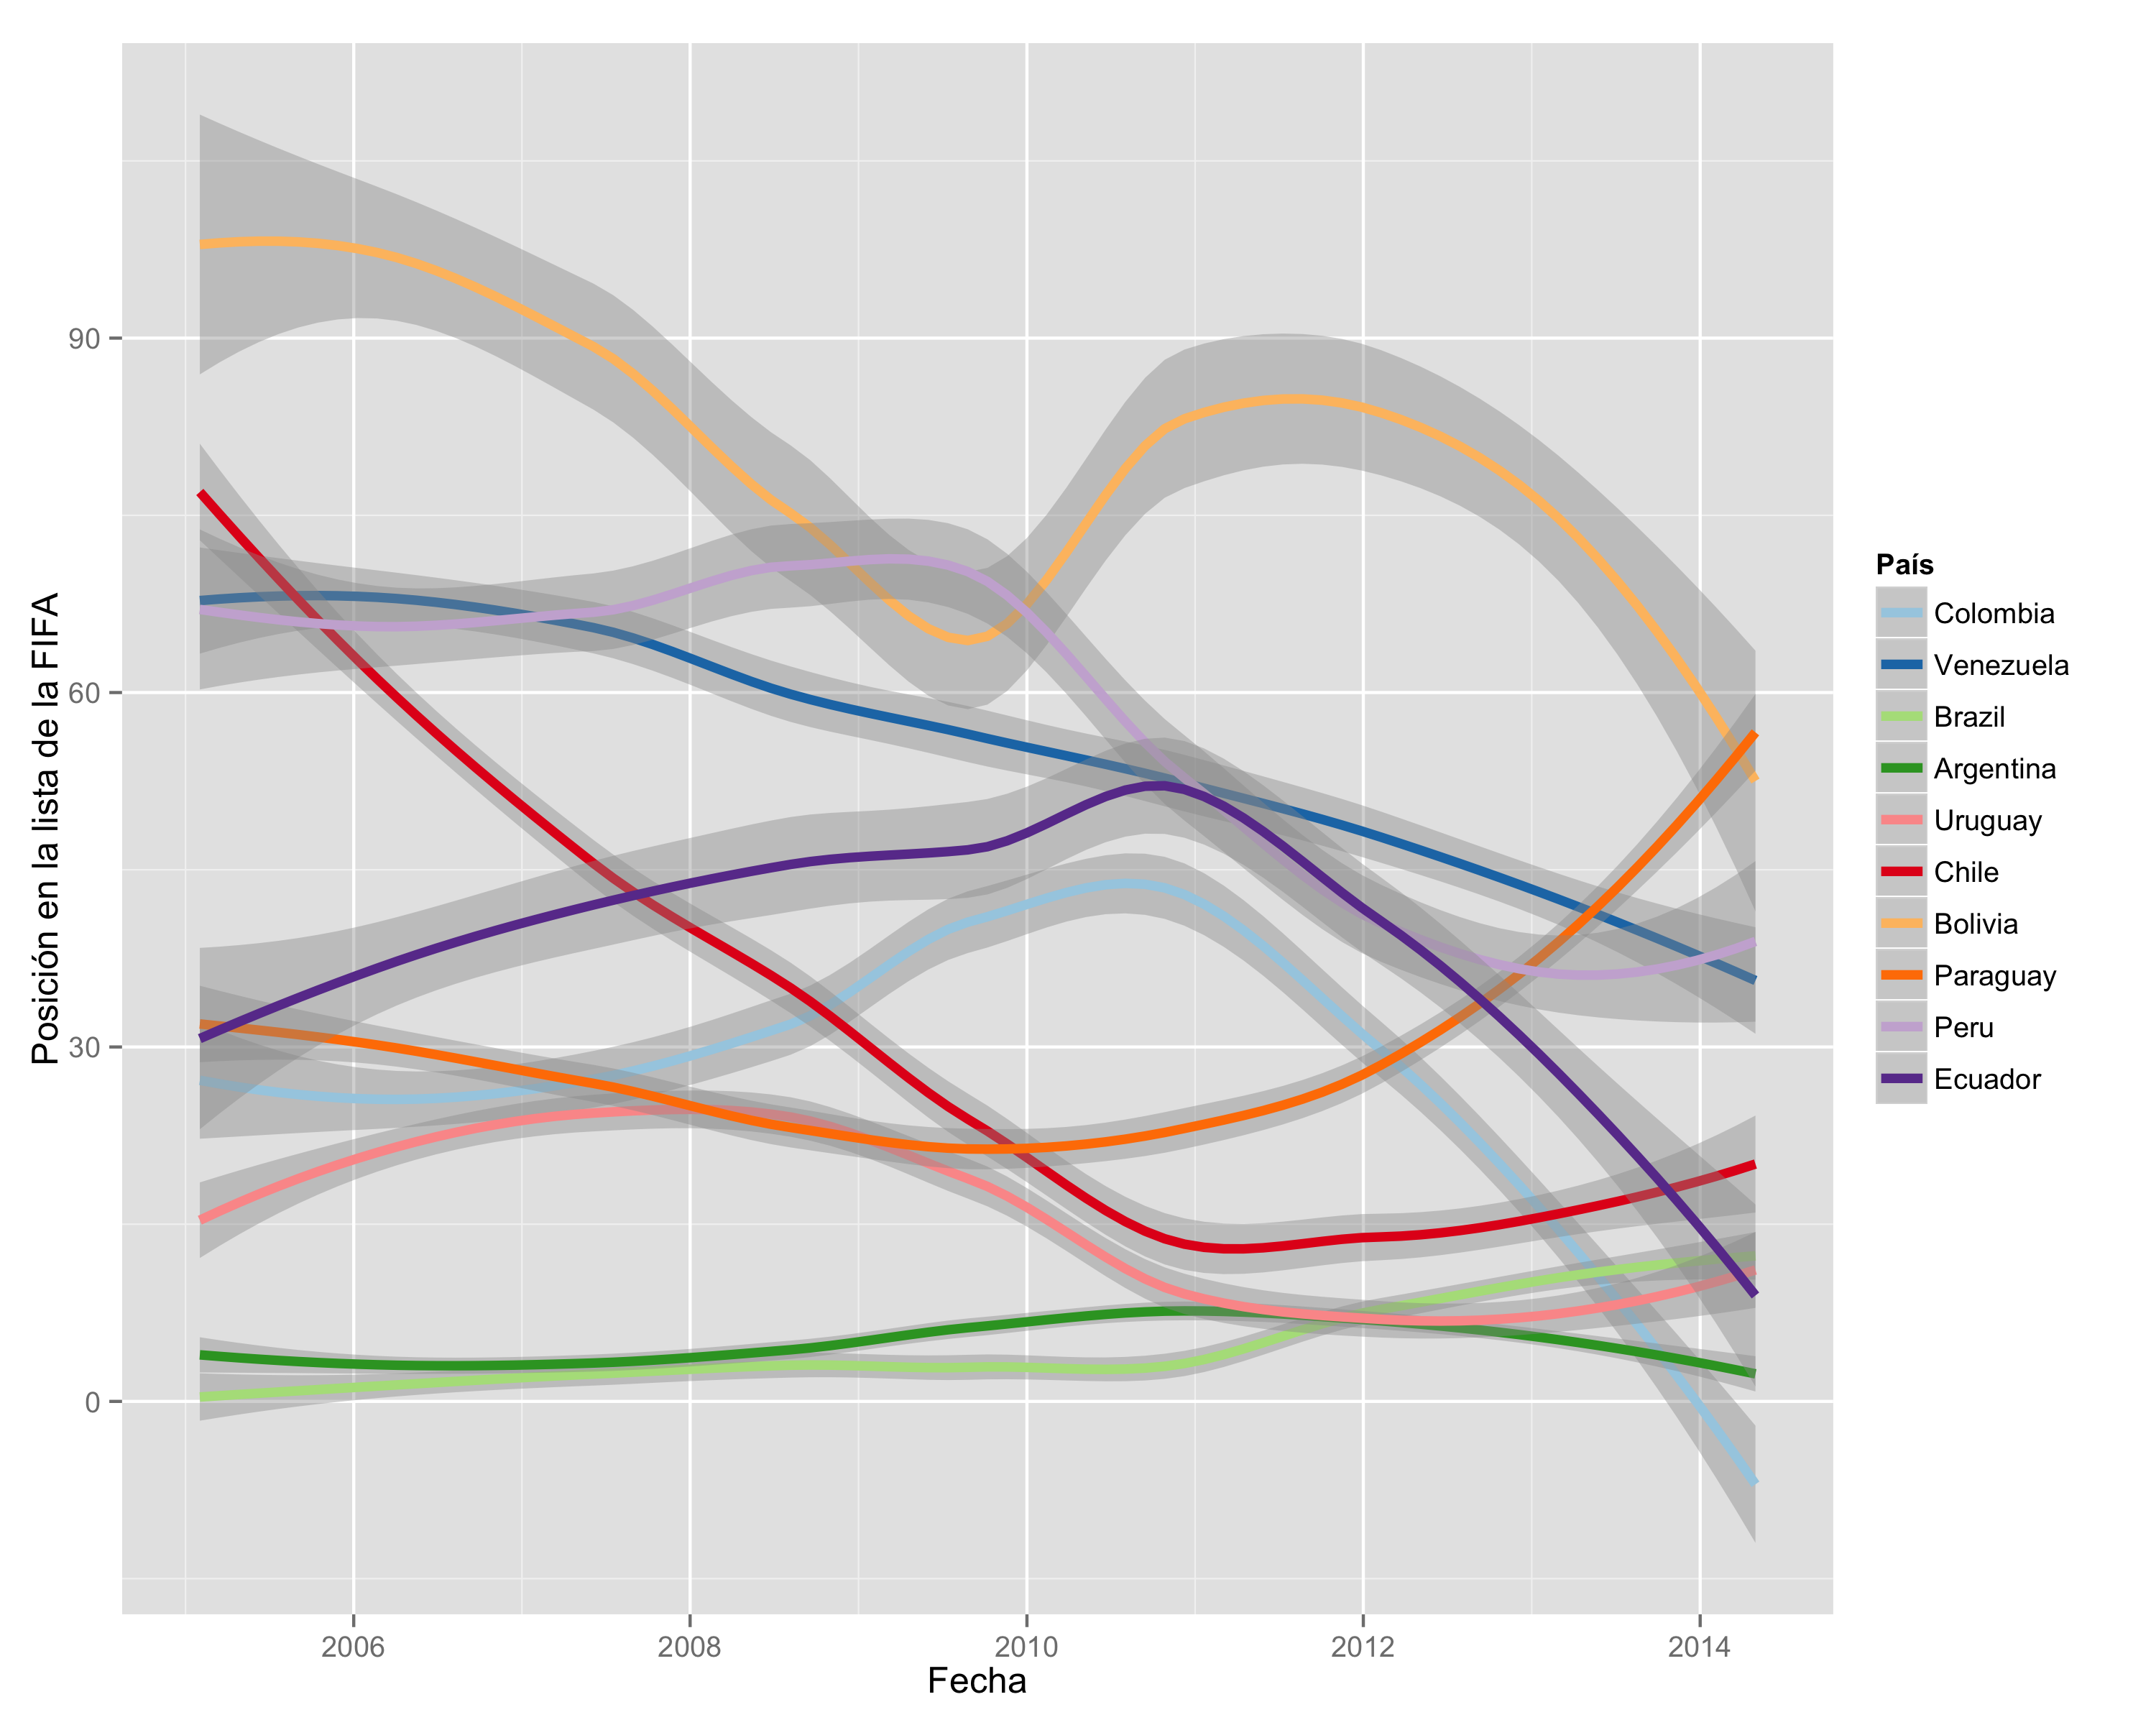 Posición en la lista de la FIFA
90
60
30
0
2006
2008
2010
2012
2014
Fecha
País
Colombia
Venezuela
Brazil
Argentina
Uruguay
Chile
Bolivia
Paraguay
Peru
Ecuador